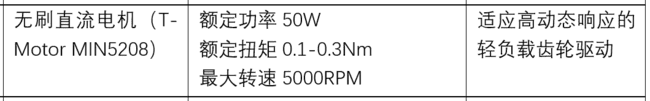 无刷直流电机（T-
Motor MIN5208）
额定功率 50W
额定扭矩 0.1-0.3Nm
最大转速 5000RPM
适应高动态响应的
轻负载齿轮驱动